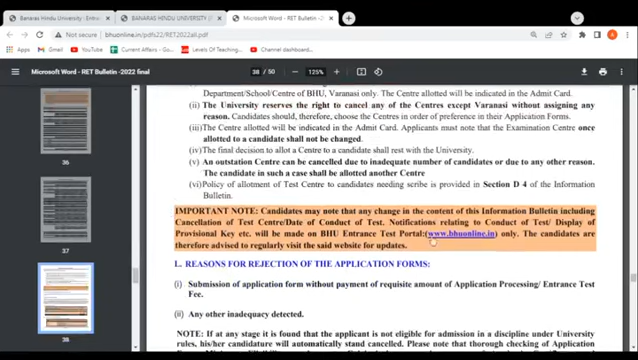 Banaras Hindu University - Entran
BANARAS HINDU UNIVERSITY
Microsoft Word - RET Bulletin -2
Not secure | bhuonline.in/pdfs22/RET2022all.pdf
Gmail YouTube Current Affairs - Go... Levels Of Teaching... Channel dashboard...
Microsoft Word - RET Bulletin -2022 final
38 / 50
125%
36
37
38
Department/School/Centre of BHU, Varanasi only. The Centre allotted will be indicated in the Admit Card.
(ii) The University reserves the right to cancel any of the Centres except Varanasi without assigning any
reason. Candidates should, therefore, choose the Centres in order of preference in their Application Forms.
(iii)The Centre allotted will be indicated in the Admit Card. Applicants must note that the Examination Centre once
allotted to a candidate shall not be changed.
(iv)The final decision to allot a Centre to a candidate shall rest with the University.
(v) An outstation Centre can be cancelled due to inadequate number of candidates or due to any other reason.
The candidate in such a case shall be allotted another Centre
(vi)Policy of allotment of Test Centre to candidates needing scribe is provided in Section D 4 of the Information
Bulletin.
IMPORTANT NOTE: Candidates may note that any change in the content of this Information Bulletin including
Cancellation of Test Centre/Date of Conduct of Test. Notifications relating to Conduct of Test/ Display of
Provisional Key etc. will be made on BHU Entrance Test Portal:(www.bhuonline.in) only. The candidates are
therefore advised to regularly visit the said website for updates.
L. REASONS FOR REJECTION OF THE APPLICATION FORMS:
(i) Submission of application form without payment of requisite amount of Application Processing/ Entrance Test
Fee.
(ii) Any other inadequacy detected.
NOTE: If at any stage it is found that the applicant is not eligible for admission in a discipline under University
rules, his/her candidature will automatically stand cancelled. Please note that thorough checking of Application